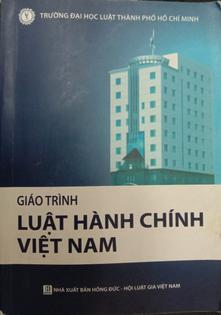 TRƯỜNG ĐẠI HỌC LUẬT THÀNH PHỐ HỒ CHÍ MINH
GIÁO TRÌNH
LUẬT HÀNH CHÍNH
VIỆT NAM
NHÀ XUẤT BẢN HỒNG ĐỨC - HỘI LUẬT GIA VIỆT NAM